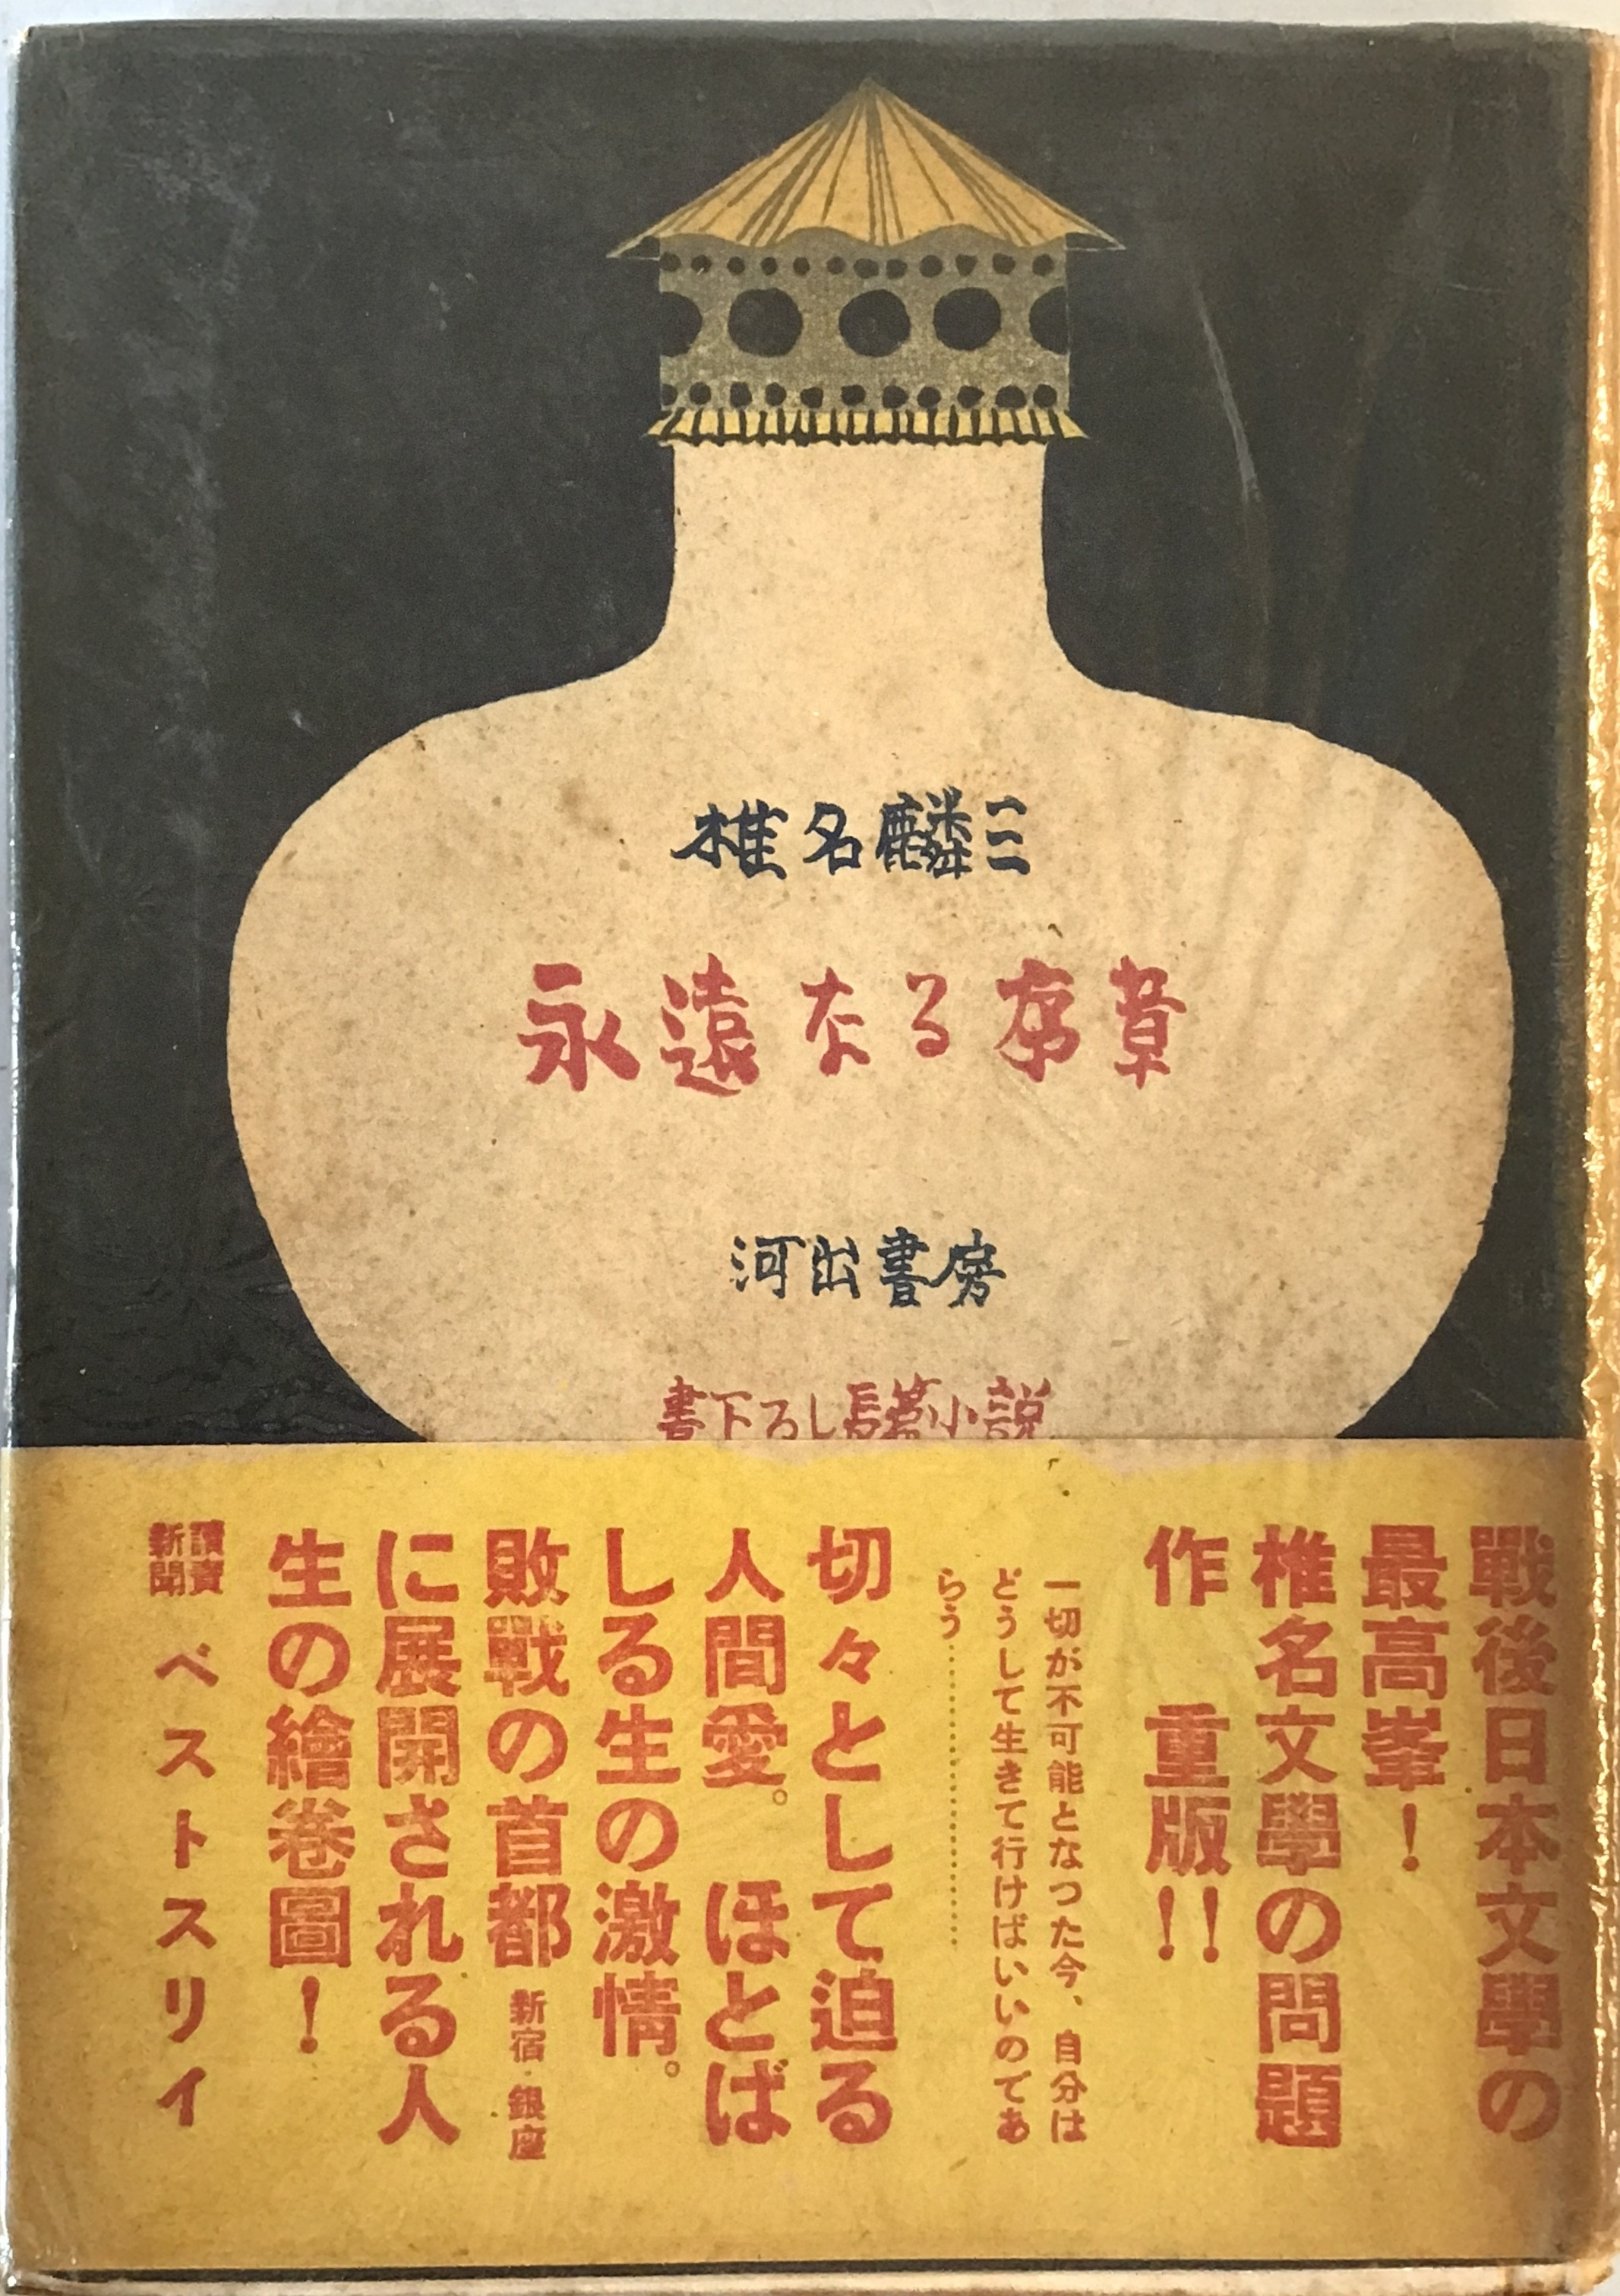 椎名麟三
永遠なる序章
河出書房
書下ろし長篇小説
戰後日本文學の
最高峯！
椎名文學の問題
作　重版!!
一切が不可能となつた今、自分は
どうして生きて行けばいいのであ
らう……………
切々として迫る
人間愛。ほとば
しる生の激情。
敗戰の首都 新宿・銀座
に展開される人
生の繪巻圖！
讀賣新聞 ベストスリイ